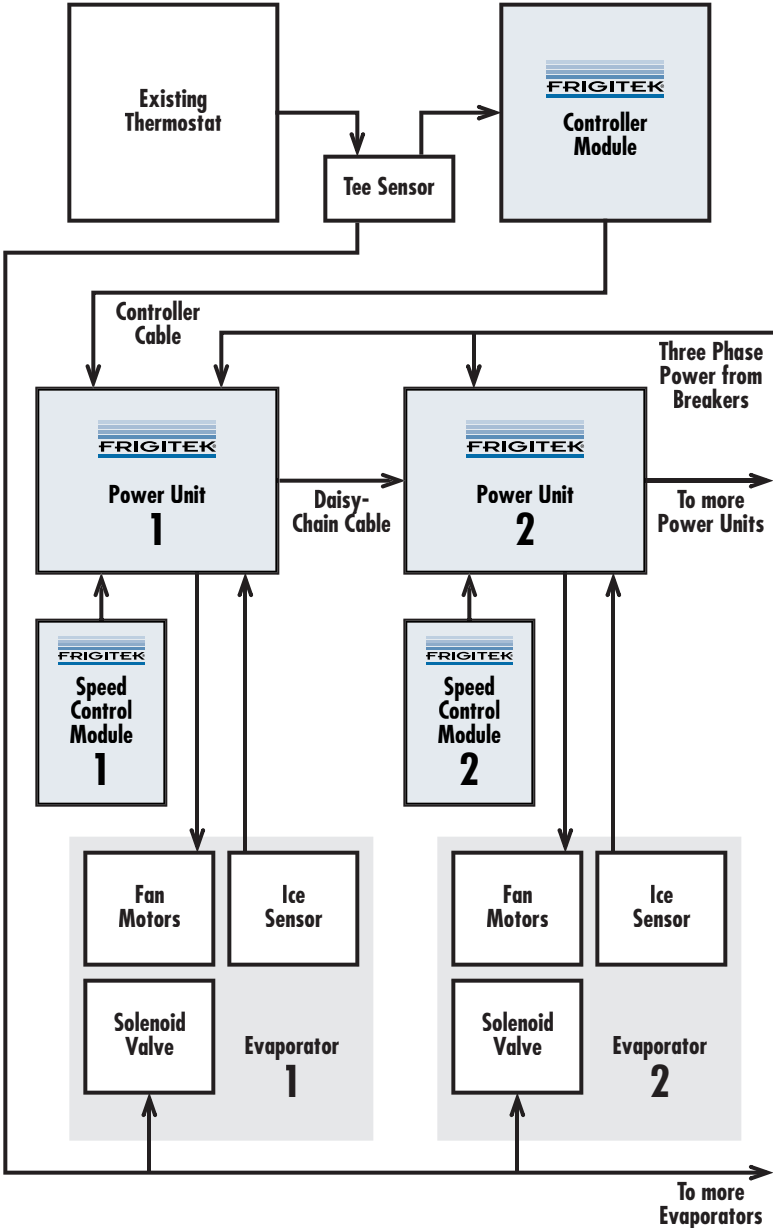 Existing
Thermostat
FRIGITEK®
Controller
Module
Tee Sensor
Controller
Cable
Three Phase
Power from
Breakers
FRIGITEK®
Power Unit
1
Daisy-
Chain Cable
FRIGITEK®
Power Unit
2
To more
Power Units
FRIGITEK®
Speed
Control
Module
1
FRIGITEK®
Speed
Control
Module
2
Fan
Motors
Ice
Sensor
Solenoid
Valve
Evaporator
1
Fan
Motors
Ice
Sensor
Solenoid
Valve
Evaporator
2
To more
Evaporators